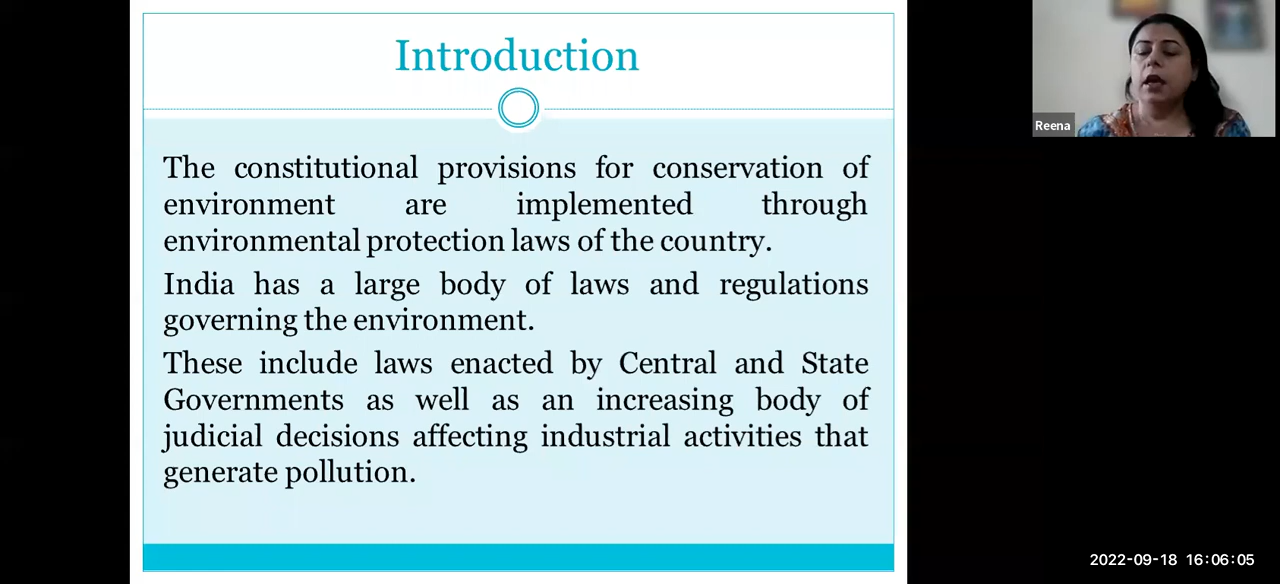 Introduction
The constitutional provisions for conservation of
environment are implemented through
environmental protection laws of the country.
India has a large body of laws and regulations
governing the environment.
These include laws enacted by Central and State
Governments as well as an increasing body of
judicial decisions affecting industrial activities that
generate pollution.
Reena
2022-09-18 16:06:05